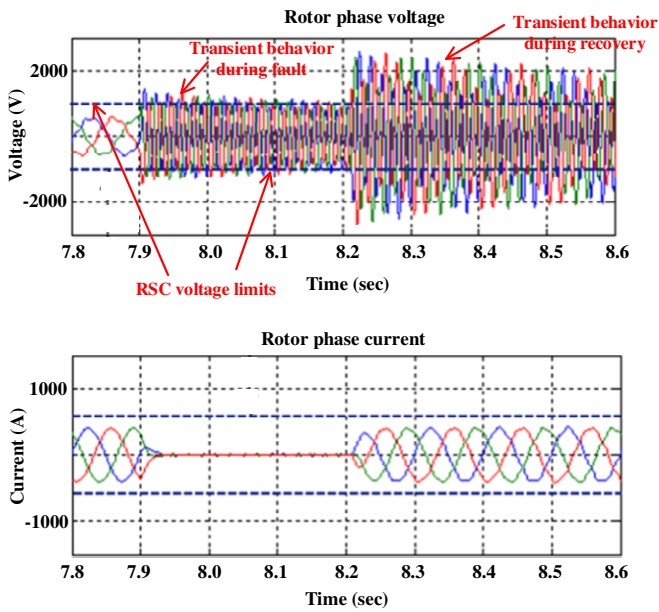 Rotor phase voltage
Transient behavior
during fault
Transient behavior
during recovery
Voltage (V)
2000
-2000
7.8 7.9 8.0 8.1 8.2 8.3 8.4 8.5 8.6
RSC voltage limits
Time (sec)
Rotor phase current
Current (A)
1000
-1000
7.8 7.9 8.0 8.1 8.2 8.3 8.4 8.5 8.6
Time (sec)